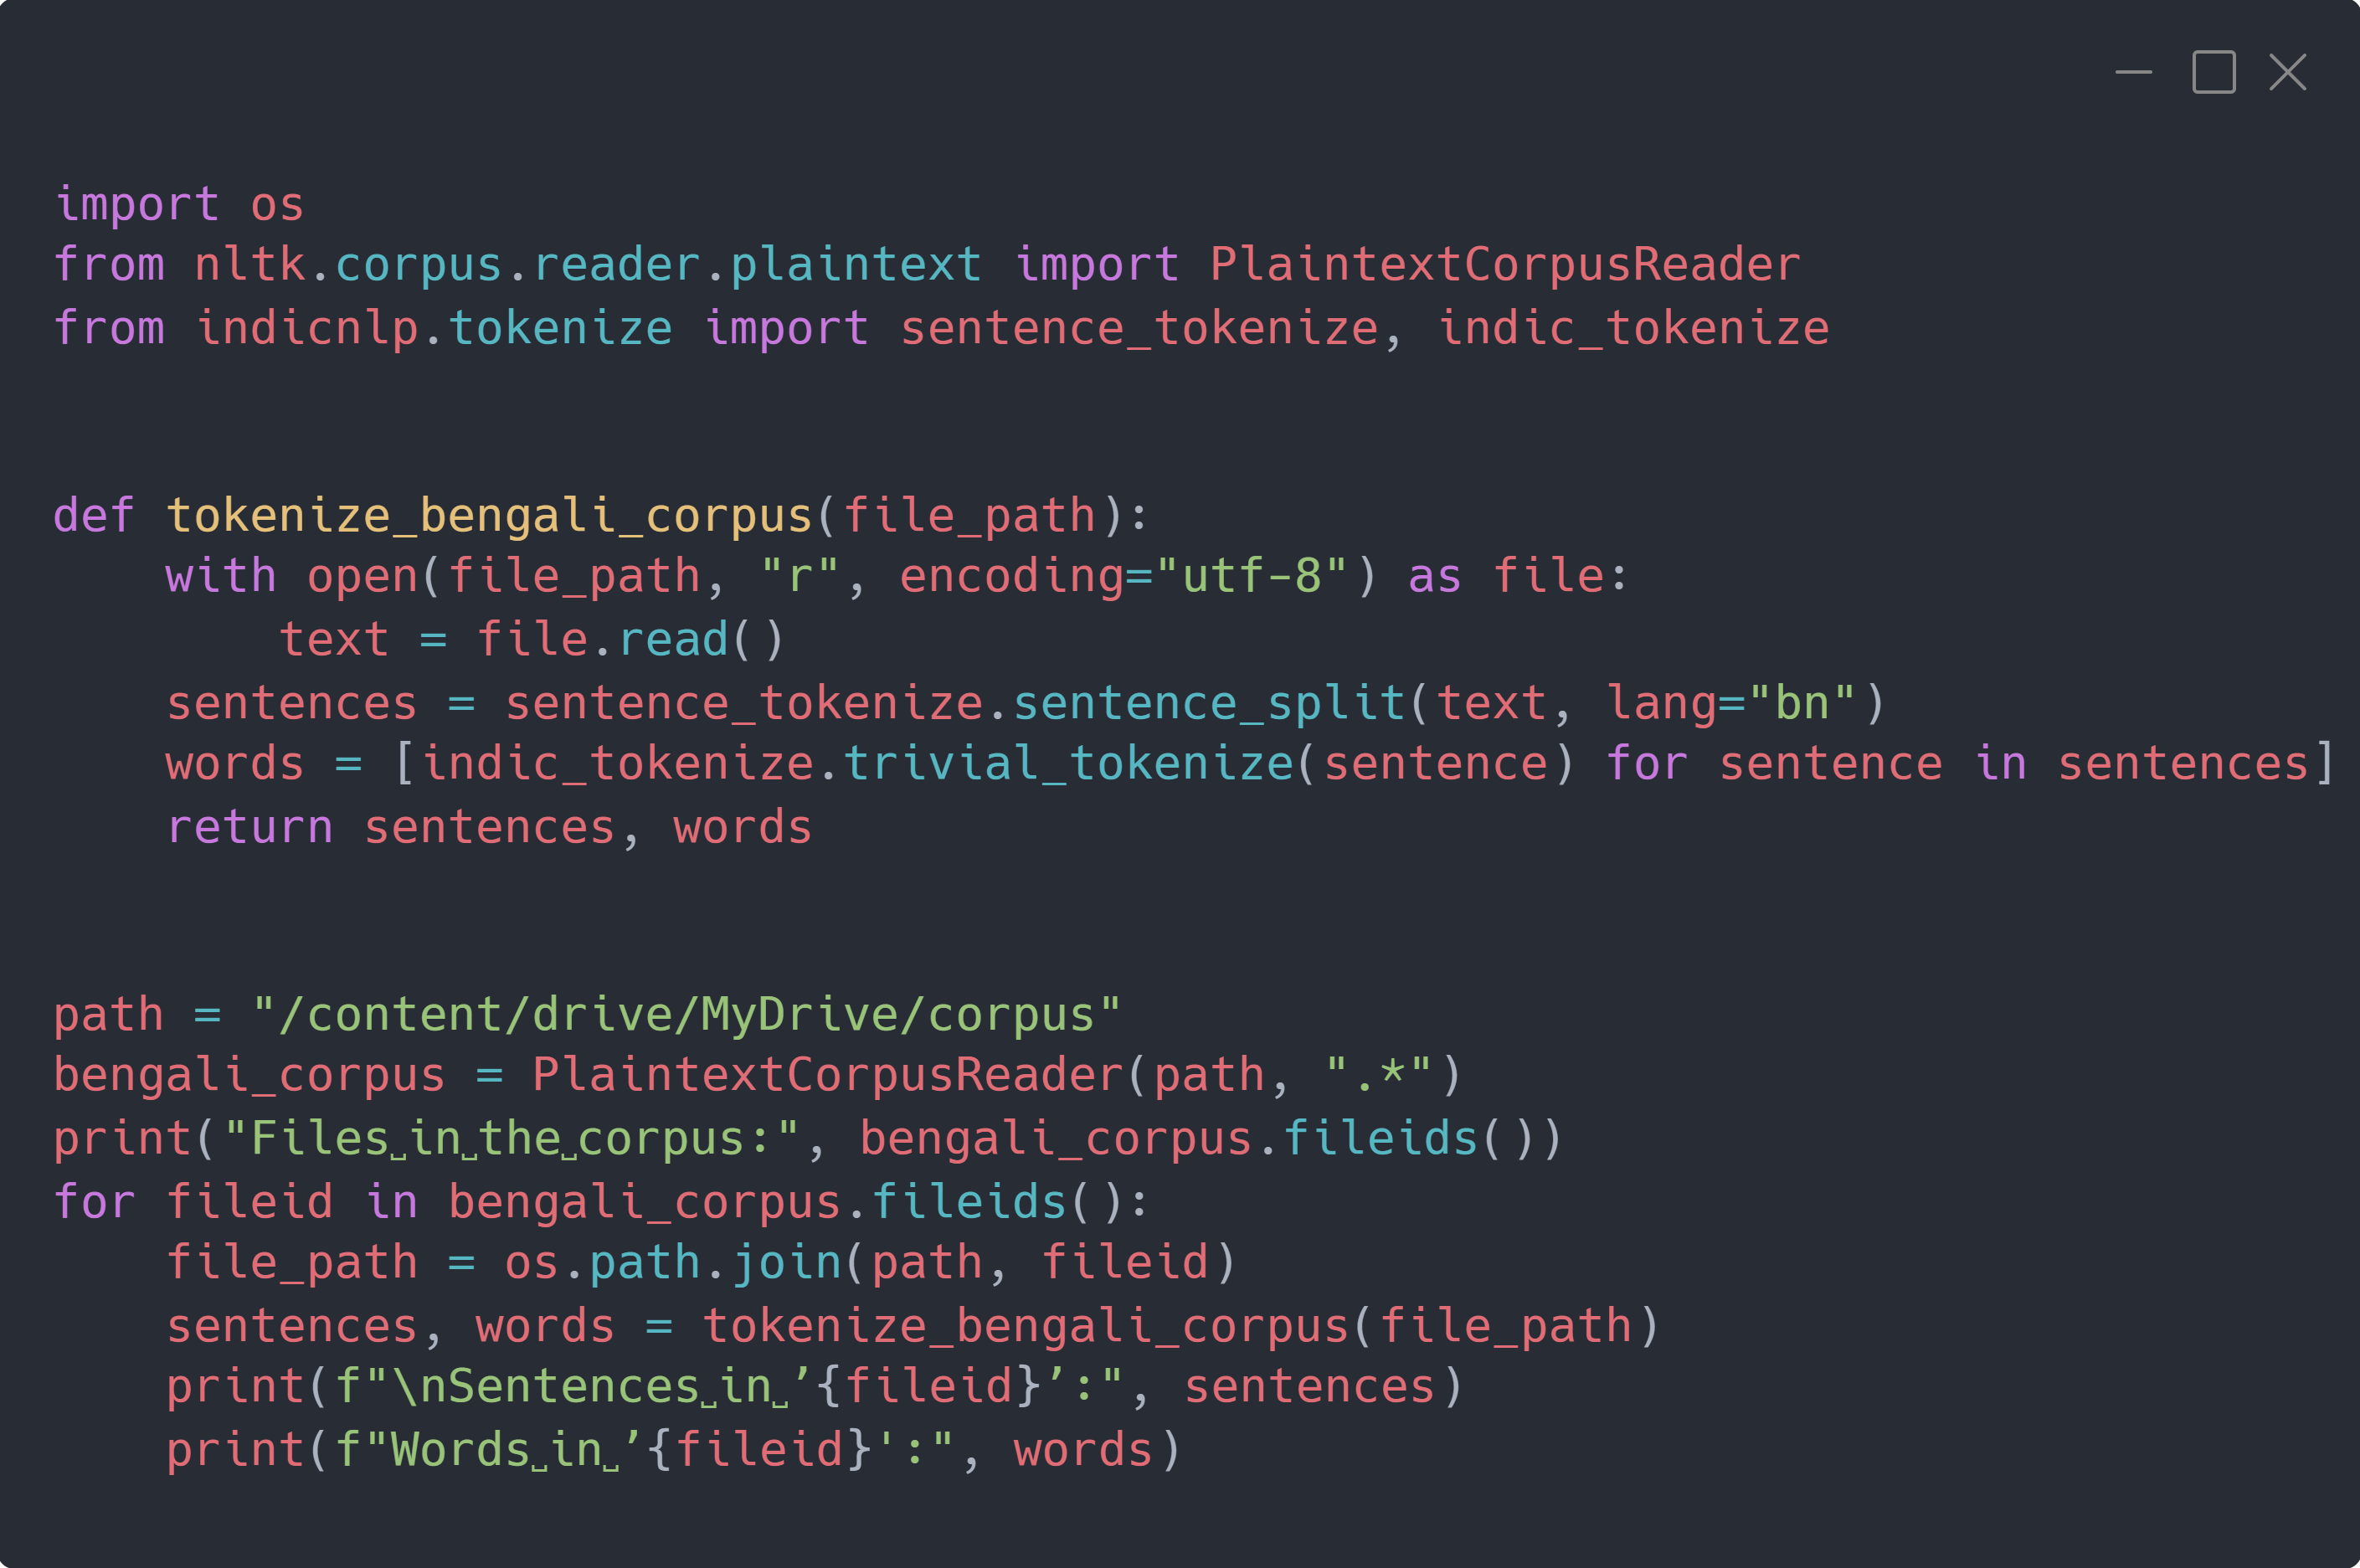 import os
from nltk.corpus.reader.plaintext import PlaintextCorpusReader
from indicnlp.tokenize import sentence_tokenize, indic_tokenize
def tokenize_bengali_corpus(file_path):
    with open(file_path, "r", encoding="utf-8") as file:
        text = file.read()
    sentences = sentence_tokenize.sentence_split(text, lang="bn")
    words = [indic_tokenize.trivial_tokenize(sentence) for sentence in sentences]
    return sentences, words
path = "/content/drive/MyDrive/corpus"
bengali_corpus = PlaintextCorpusReader(path, ".*")
print("Files␣in␣the␣corpus:", bengali_corpus.fileids())
for fileid in bengali_corpus.fileids():
    file_path = os.path.join(path, fileid)
    sentences, words = tokenize_bengali_corpus(file_path)
    print(f"\nSentences␣in␣’{fileid}’:", sentences)
    print(f"Words␣in␣’{fileid}':", words)